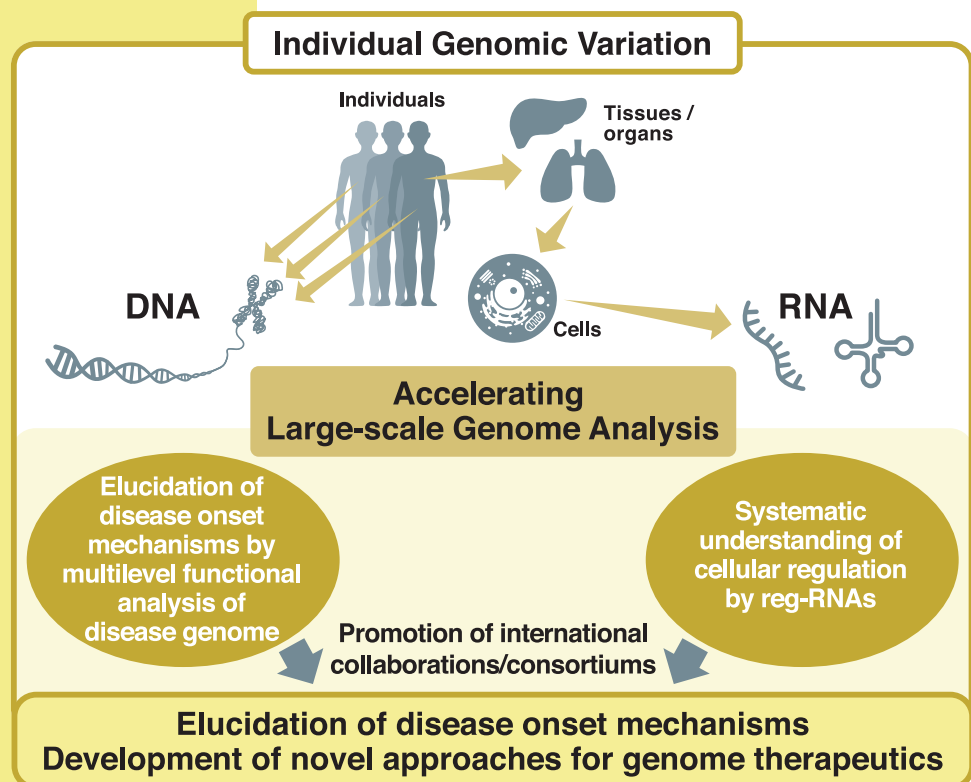 Individual Genomic Variation
Individuals
Tissues /
organs
DNA
Cells
RNA
Accelerating
Large-scale Genome Analysis
Elucidation of
disease onset
mechanisms by
multilevel functional
analysis of
disease genome
Systematic
understanding of
cellular regulation
by reg-RNAs
Promotion of international
collaborations/consortiums
Elucidation of disease onset mechanisms
Development of novel approaches for genome therapeutics